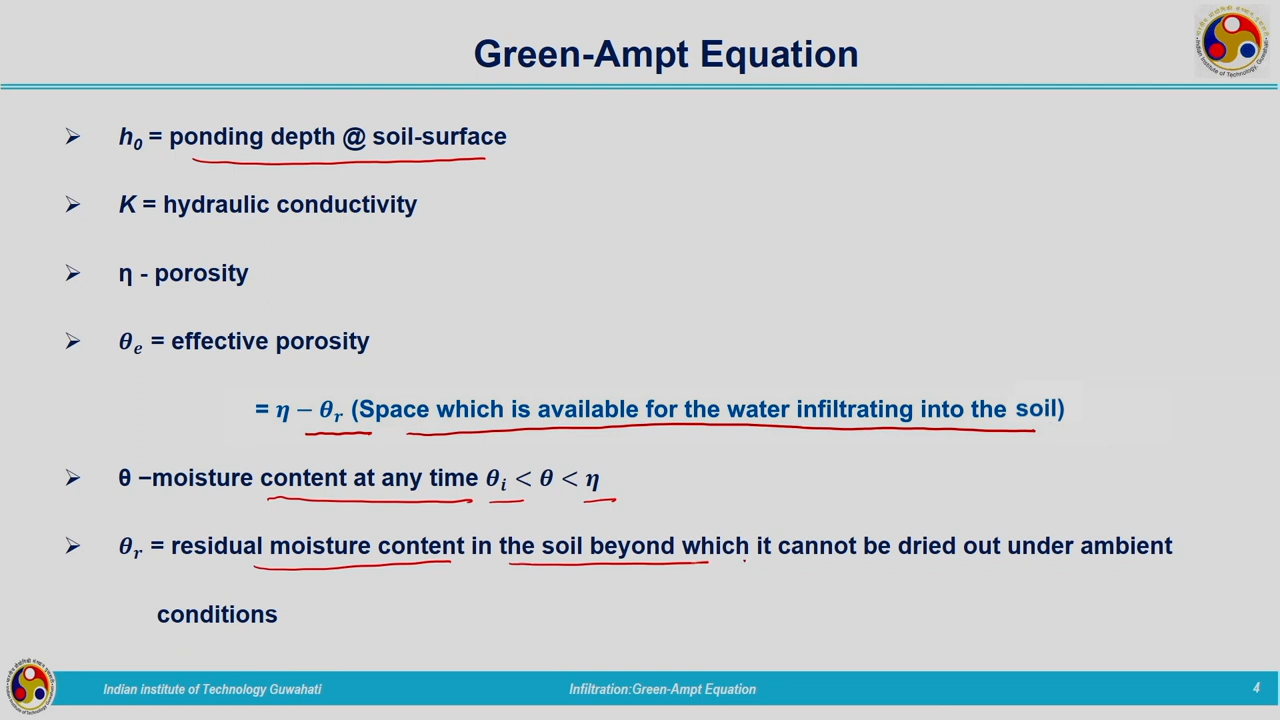 Green-Ampt Equation
➢ h₀ = ponding depth @ soil-surface
➢ K = hydraulic conductivity
➢ η - porosity
➢ θₑ = effective porosity
= η − θᵣ (Space which is available for the water infiltrating into the soil)
➢ θ −moisture content at any time θᵢ < θ < η
➢ θᵣ = residual moisture content in the soil beyond which it cannot be dried out under ambient
conditions
Indian institute of Technology Guwahati
Infiltration:Green-Ampt Equation
4